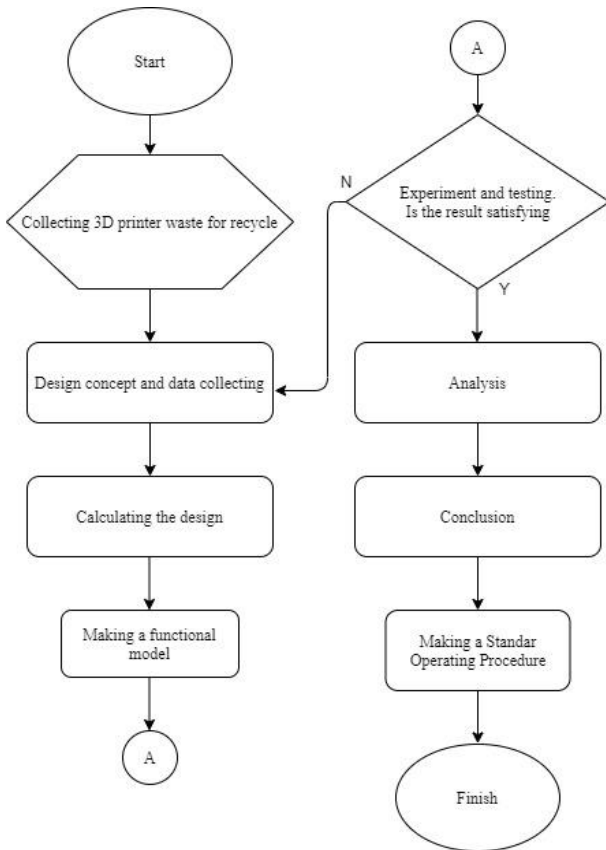 Start
Collecting 3D printer waste for recycle
Design concept and data collecting
Calculating the design
Making a functional
model
A
A
Experiment and testing.
Is the result satisfying
N
Y
Analysis
Conclusion
Making a Standar
Operating Procedure
Finish